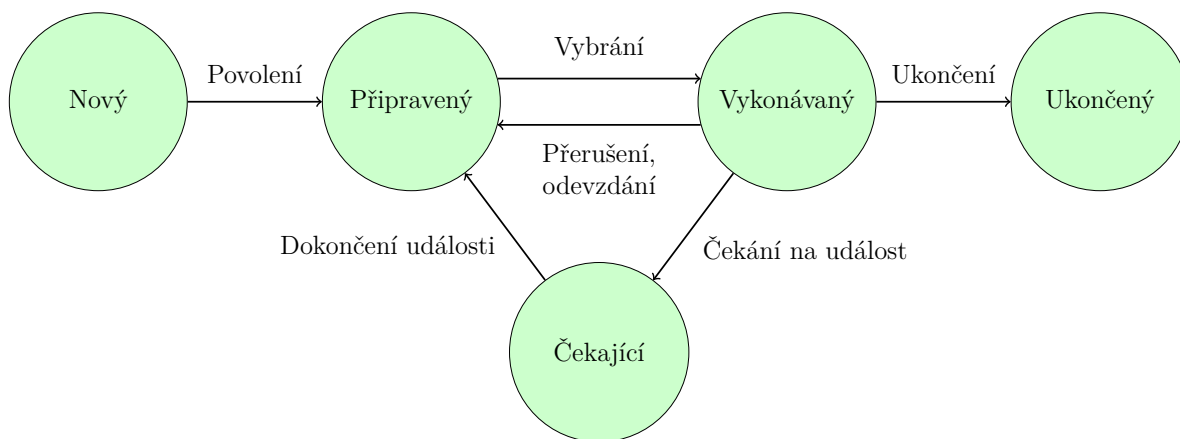 Vybrání
Povolení
Ukončení
Nový
Připravený
Vykonávaný
Ukončený
Přerušení,
odevzdání
Dokončení události
Čekání na událost
Čekající